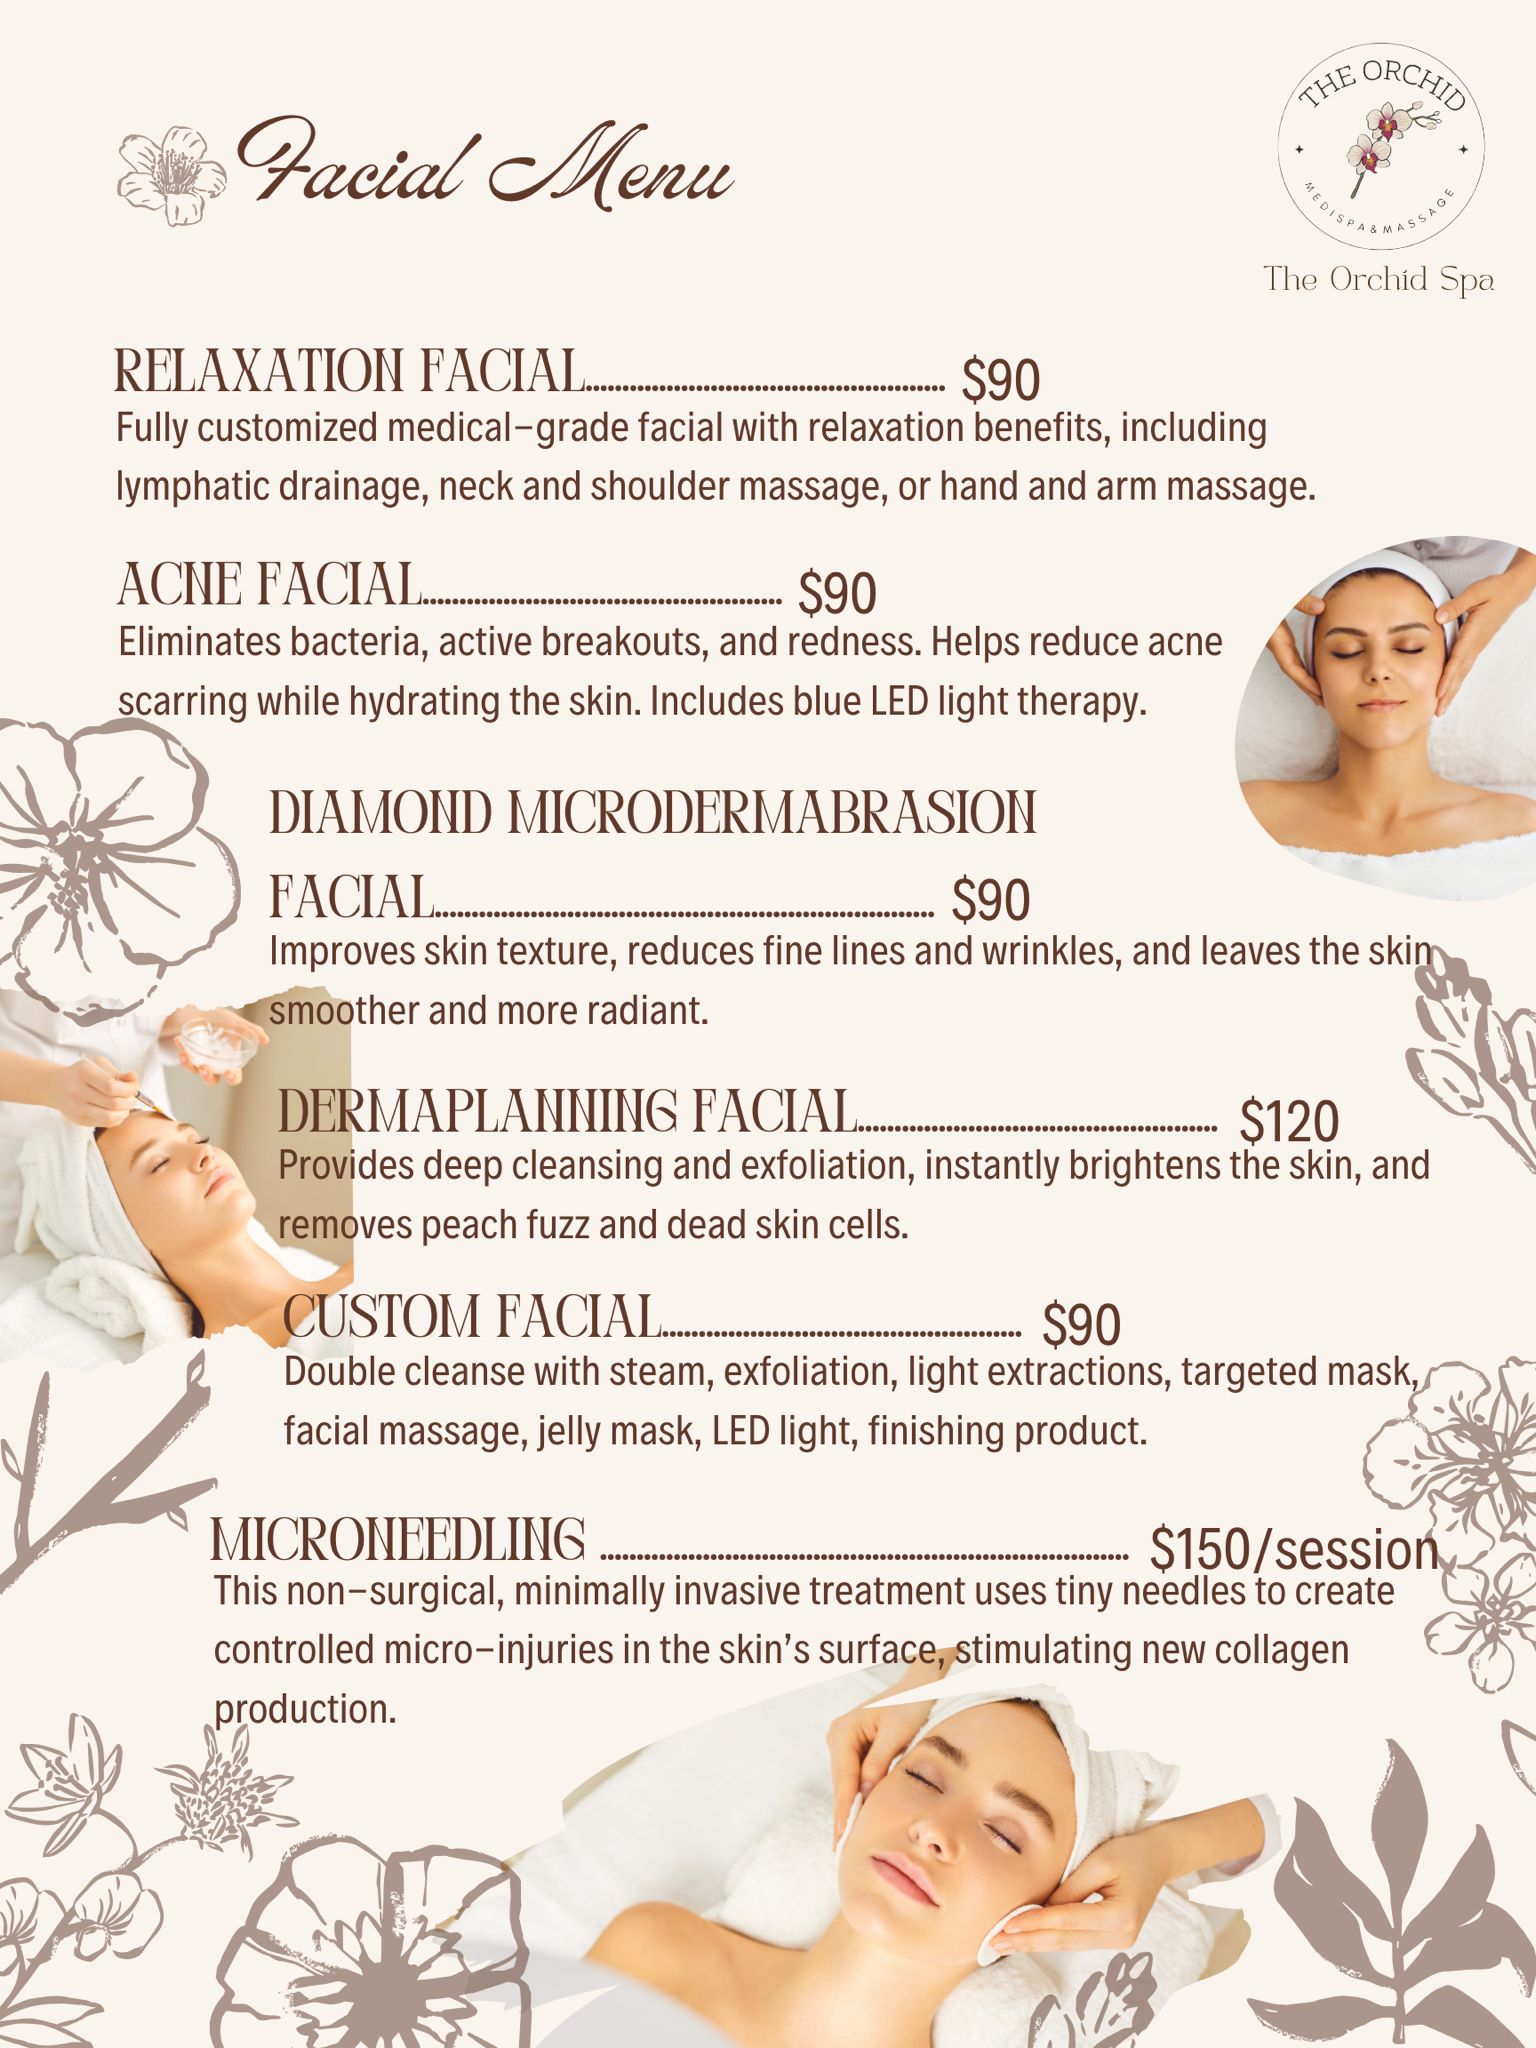 Facial Menu
THE ORCHID
MEDISPA&MASSAGE
The Orchid Spa
RELAXATION FACIAL................................................. $90
Fully customized medical–grade facial with relaxation benefits, including
lymphatic drainage, neck and shoulder massage, or hand and arm massage.
ACNE FACIAL................................................. $90
Eliminates bacteria, active breakouts, and redness. Helps reduce acne
scarring while hydrating the skin. Includes blue LED light therapy.
DIAMOND MICRODERMABRASION
FACIAL.................................................................... $90
Improves skin texture, reduces fine lines and wrinkles, and leaves the skin
smoother and more radiant.
DERMAPLANNING FACIAL................................................. $120
Provides deep cleansing and exfoliation, instantly brightens the skin, and
removes peach fuzz and dead skin cells.
CUSTOM FACIAL................................................. $90
Double cleanse with steam, exfoliation, light extractions, targeted mask,
facial massage, jelly mask, LED light, finishing product.
MICRONEEDLING ........................................................................ $150/session
This non–surgical, minimally invasive treatment uses tiny needles to create
controlled micro–injuries in the skin’s surface, stimulating new collagen
production.